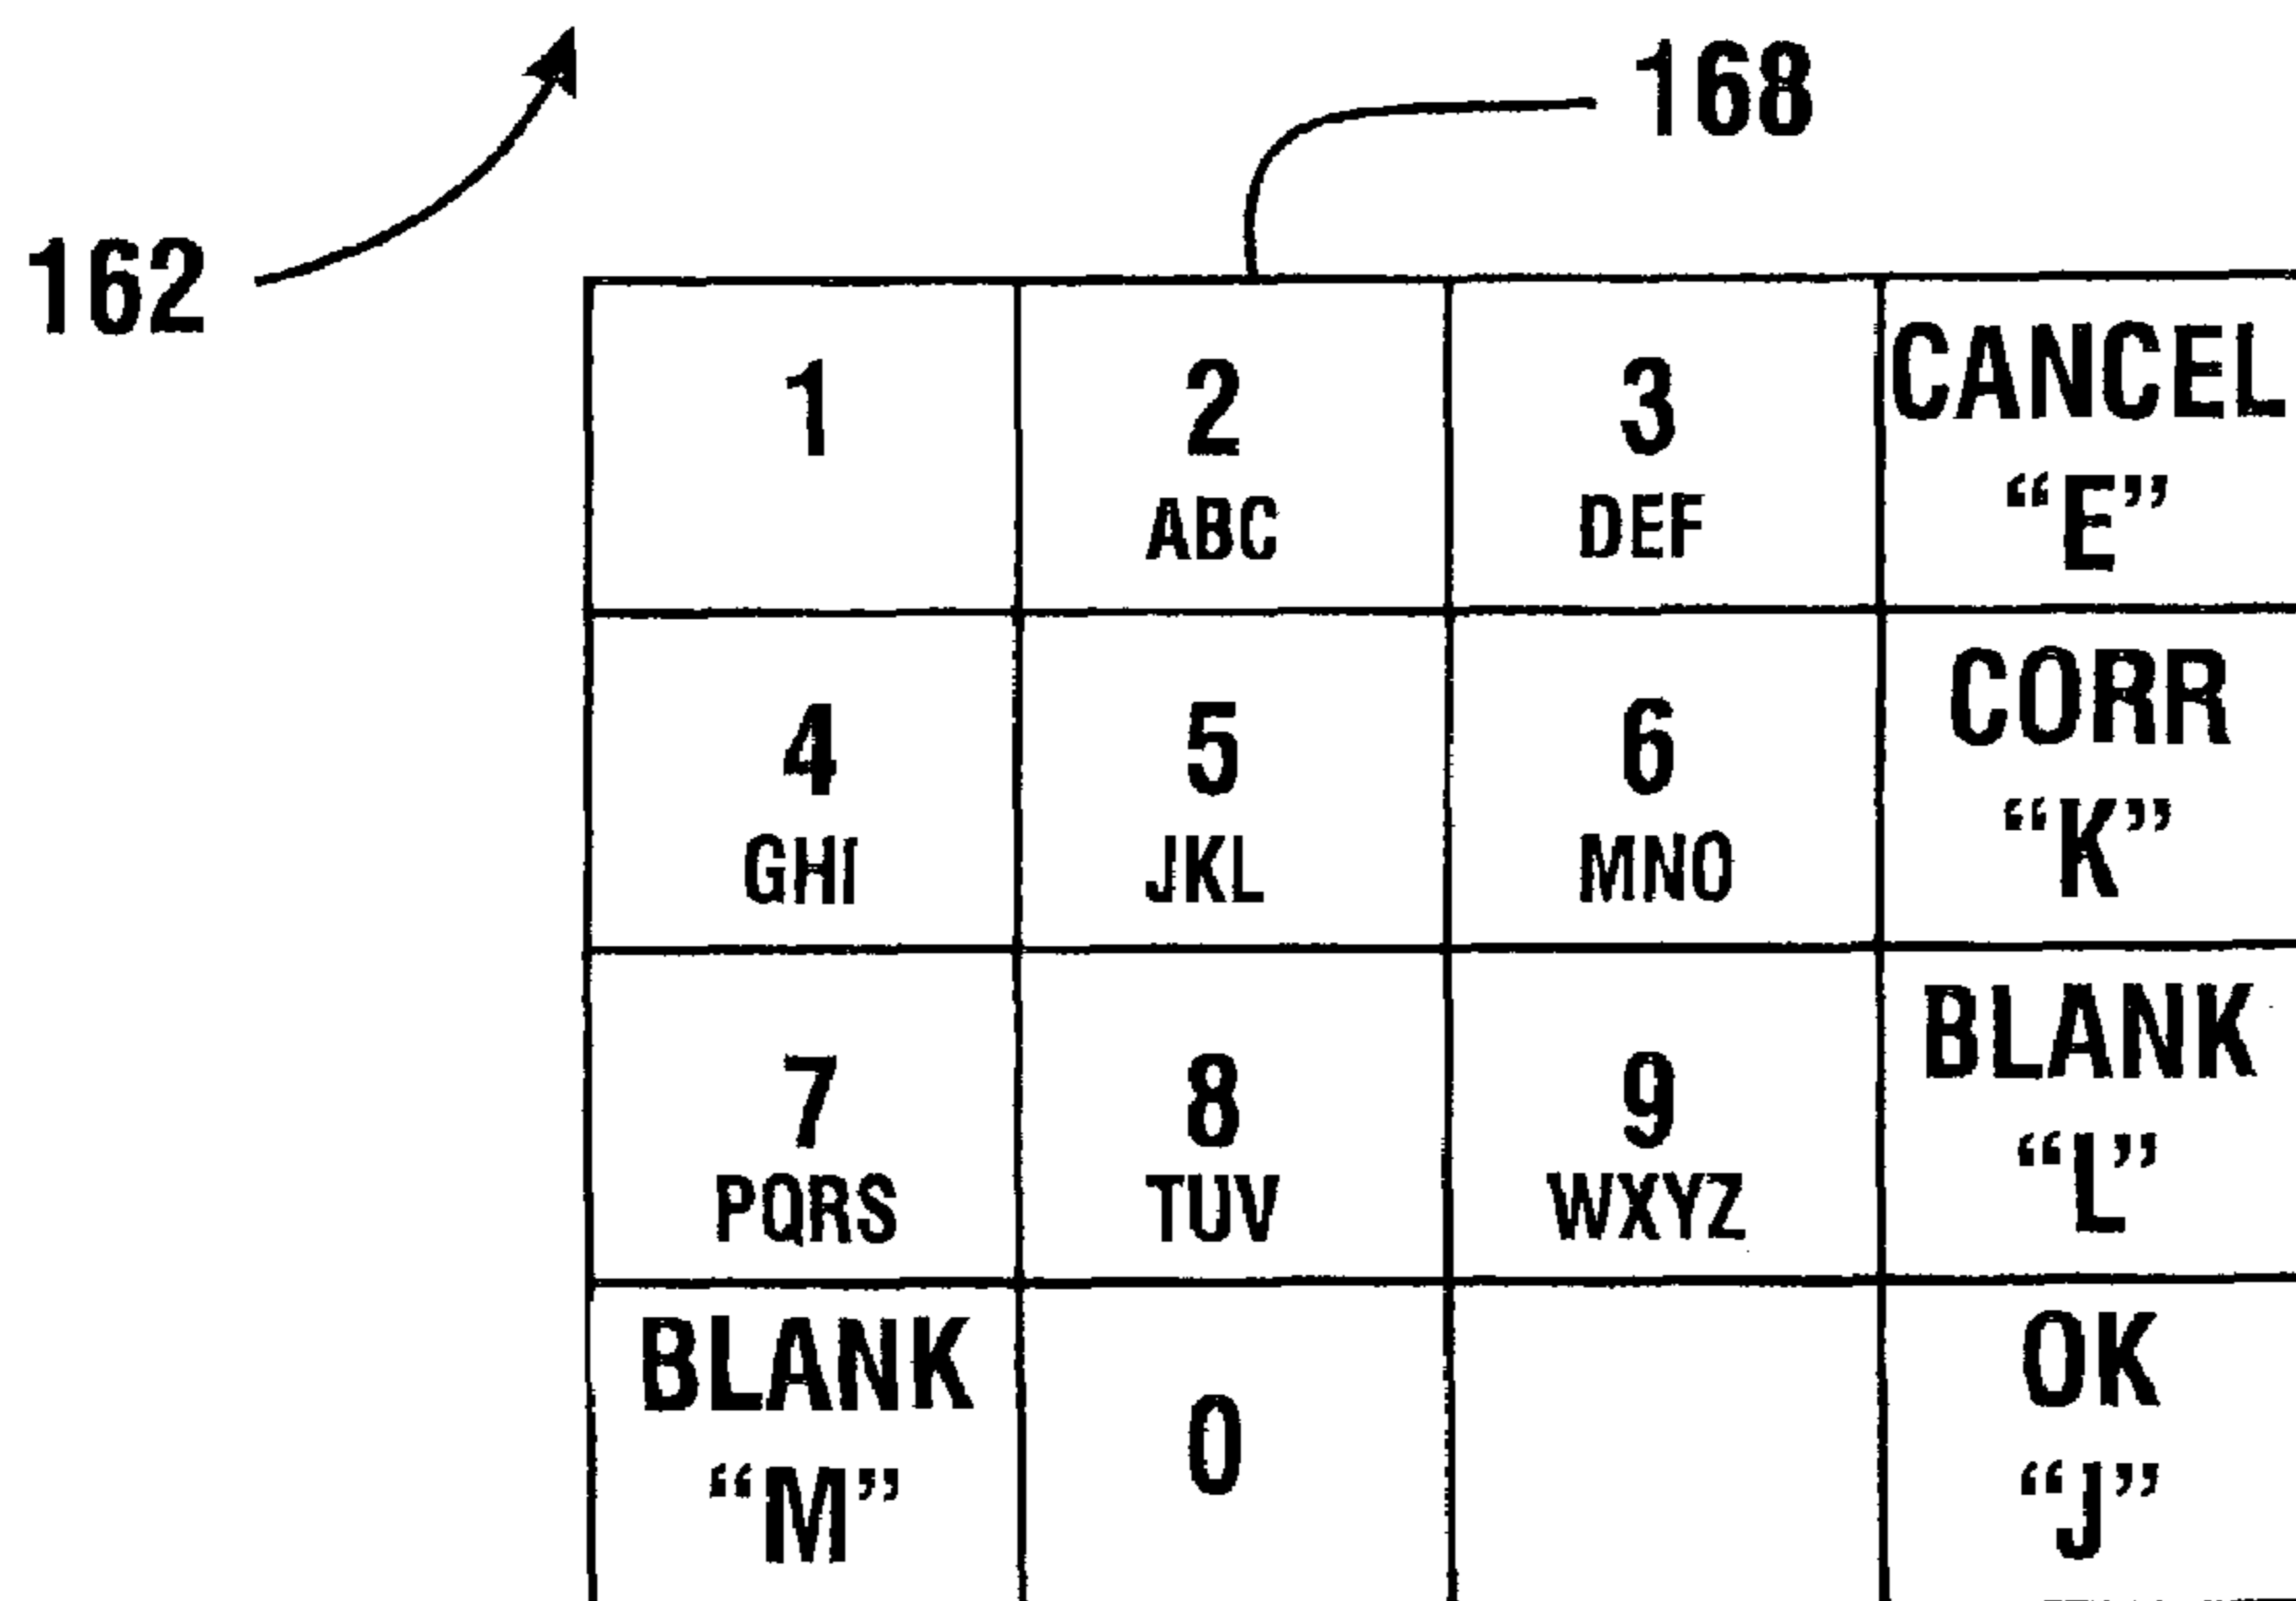 168
162
1 2 3 CANCEL
ABC DEF “E”
4 5 6 CORR
GHI JKL MNO “K”
7 8 9 BLANK
PQRS TUV WXYZ “L”
BLANK 0 OK
“M” “J”